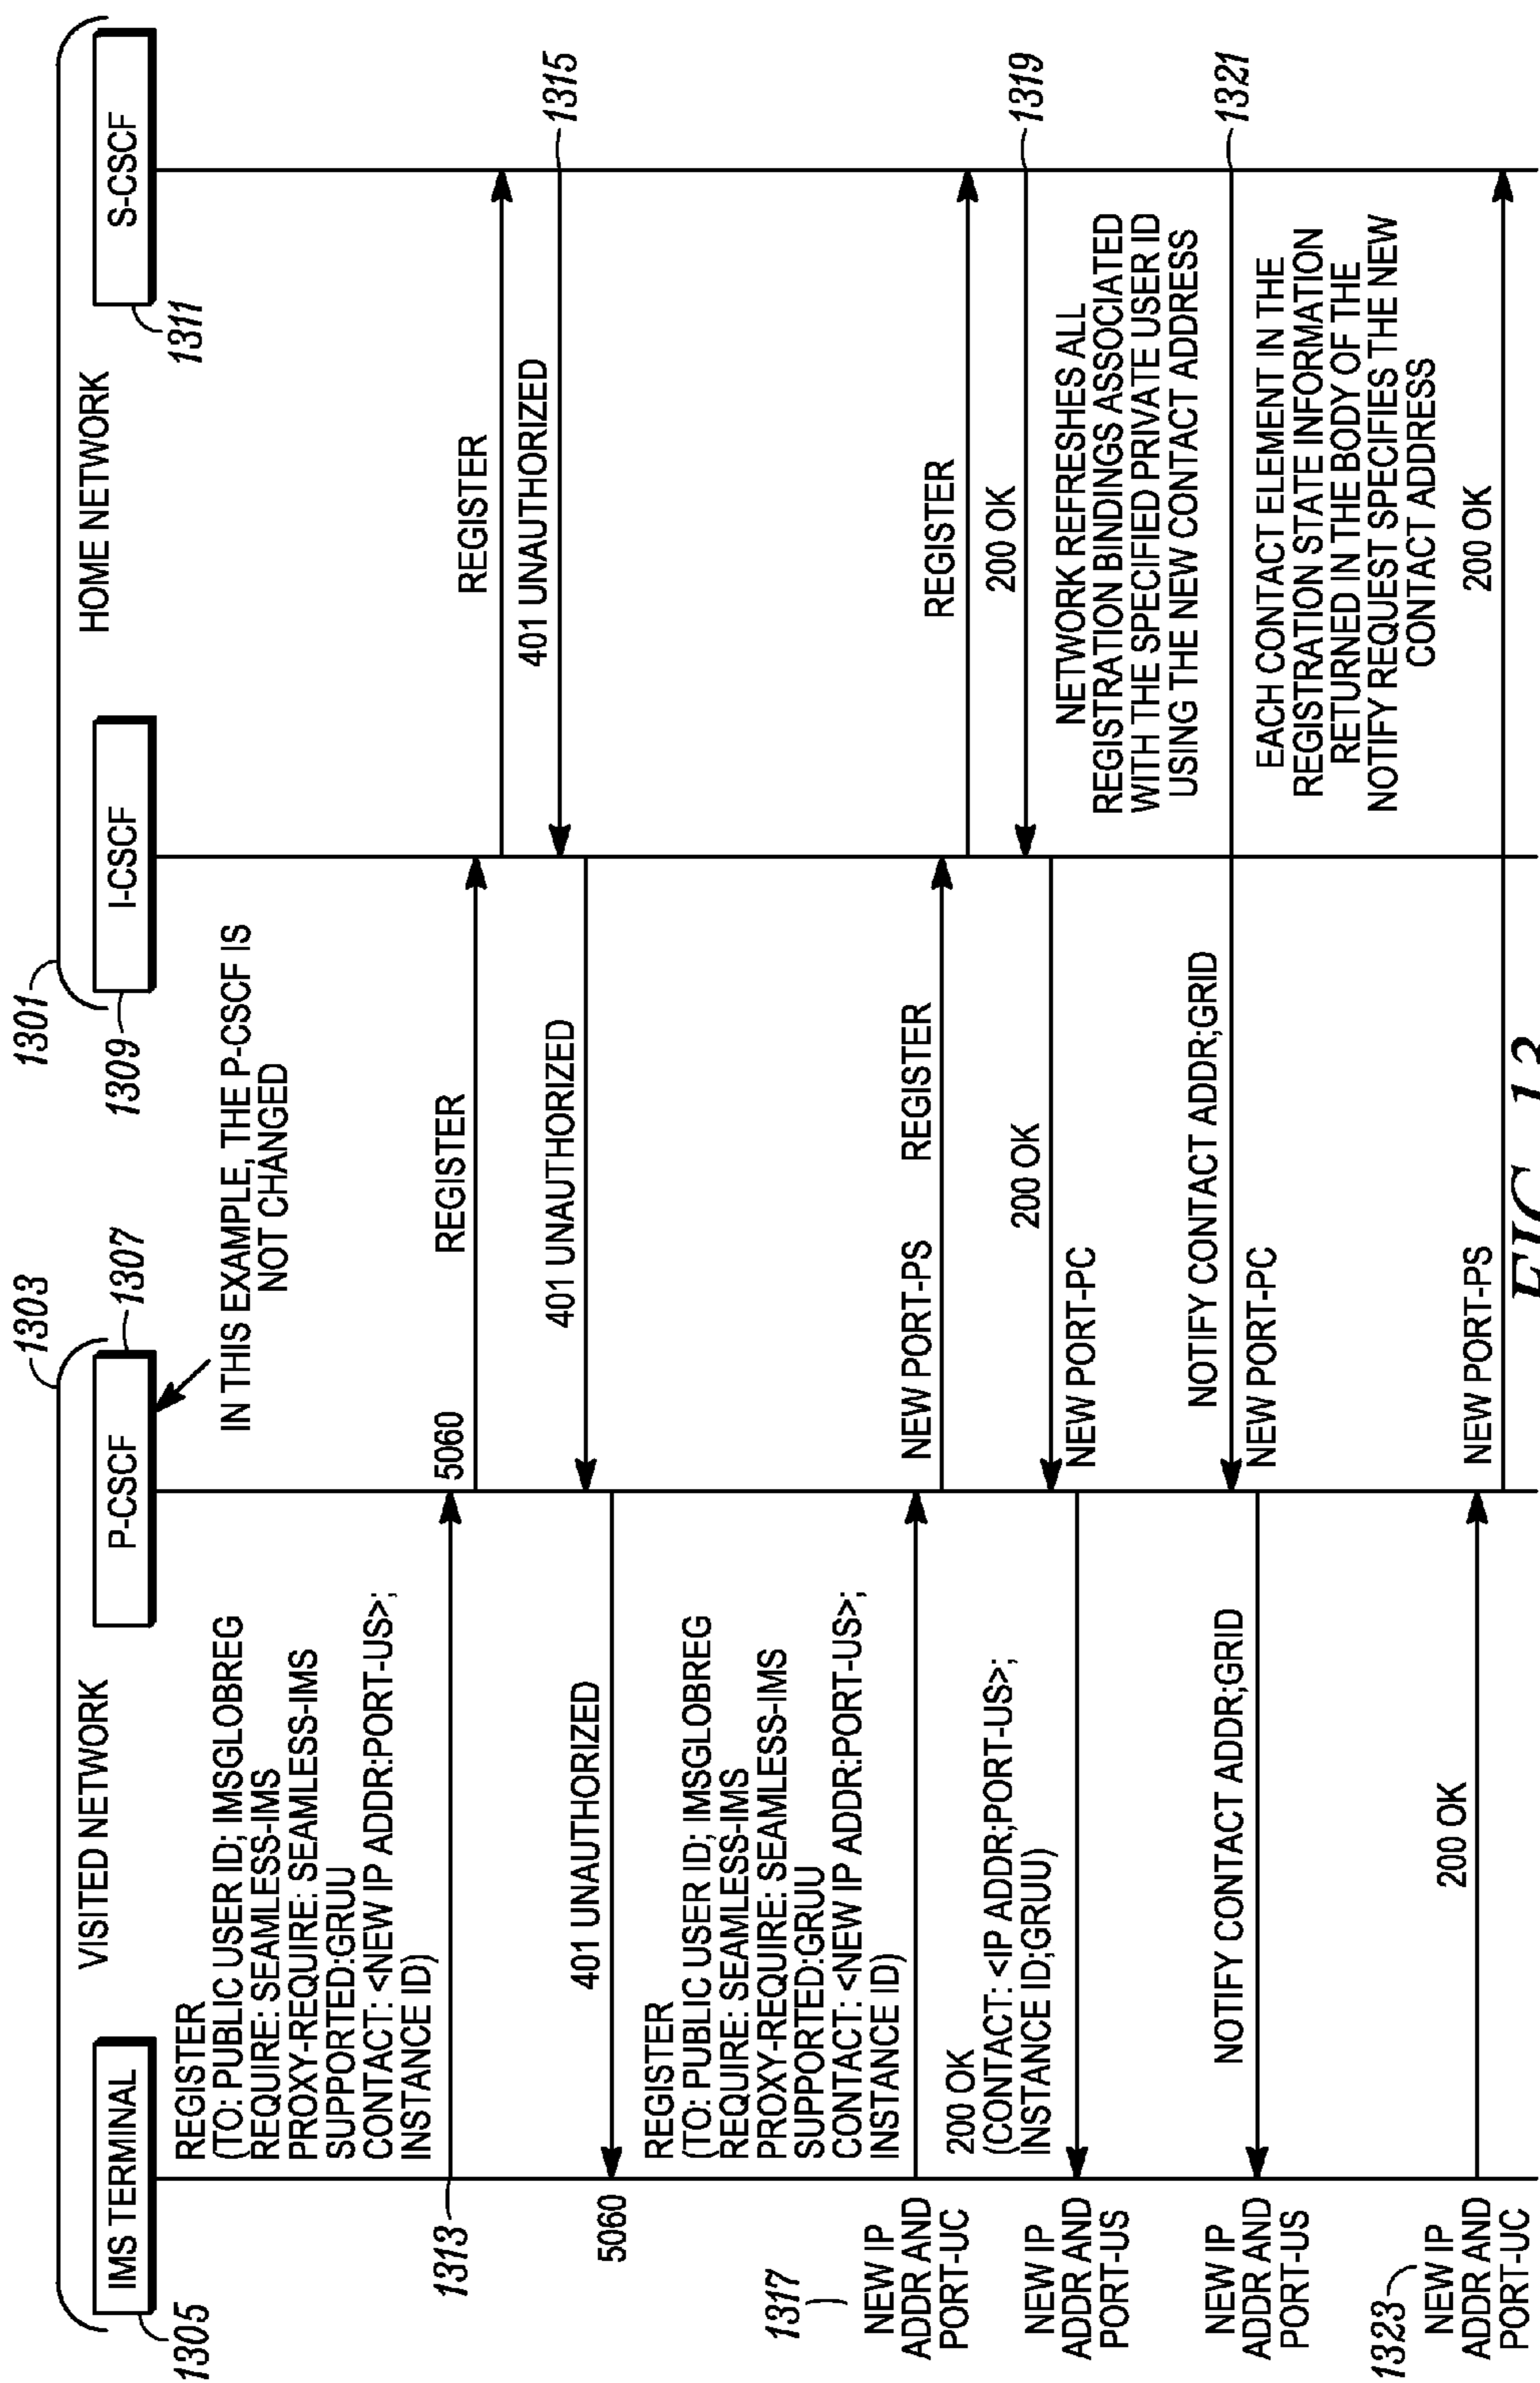 1303
VISITED NETWORK
1301
HOME NETWORK
IMS TERMINAL
1305
P-CSCF
1307
I-CSCF
1309
S-CSCF
1311
IN THIS EXAMPLE, THE P-CSCF IS
NOT CHANGED
REGISTER
(TO: PUBLIC USER ID; IMSGLOBREG
REQUIRE: SEAMLESS-IMS
PROXY-REQUIRE: SEAMLESS-IMS
SUPPORTED:GRUU
CONTACT: <NEW IP ADDR:PORT-US>;
INSTANCE ID)
1313
5060
REGISTER
REGISTER
401 UNAUTHORIZED
1315
401 UNAUTHORIZED
401 UNAUTHORIZED
5060
REGISTER
(TO: PUBLIC USER ID; IMSGLOBREG
REQUIRE: SEAMLESS-IMS
PROXY-REQUIRE: SEAMLESS-IMS
SUPPORTED:GRUU
CONTACT: <NEW IP ADDR:PORT-US>;
INSTANCE ID)
1317
NEW IP
ADDR AND
PORT-UC
NEW PORT-PS
REGISTER
REGISTER
200 OK
1319
200 OK
NEW PORT-PC
200 OK
(CONTACT: <IP ADDR;PORT-US>;
INSTANCE ID;GRUU)
NEW IP
ADDR AND
PORT-US
NETWORK REFRESHES ALL
REGISTRATION BINDINGS ASSOCIATED
WITH THE SPECIFIED PRIVATE USER ID
USING THE NEW CONTACT ADDRESS
1321
NOTIFY CONTACT ADDR;GRID
NEW PORT-PC
NOTIFY CONTACT ADDR;GRID
NEW IP
ADDR AND
PORT-US
EACH CONTACT ELEMENT IN THE
REGISTRATION STATE INFORMATION
RETURNED IN THE BODY OF THE
NOTIFY REQUEST SPECIFIES THE NEW
CONTACT ADDRESS
1323
NEW IP
ADDR AND
PORT-UC
200 OK
NEW PORT-PS
200 OK
FIG. 13